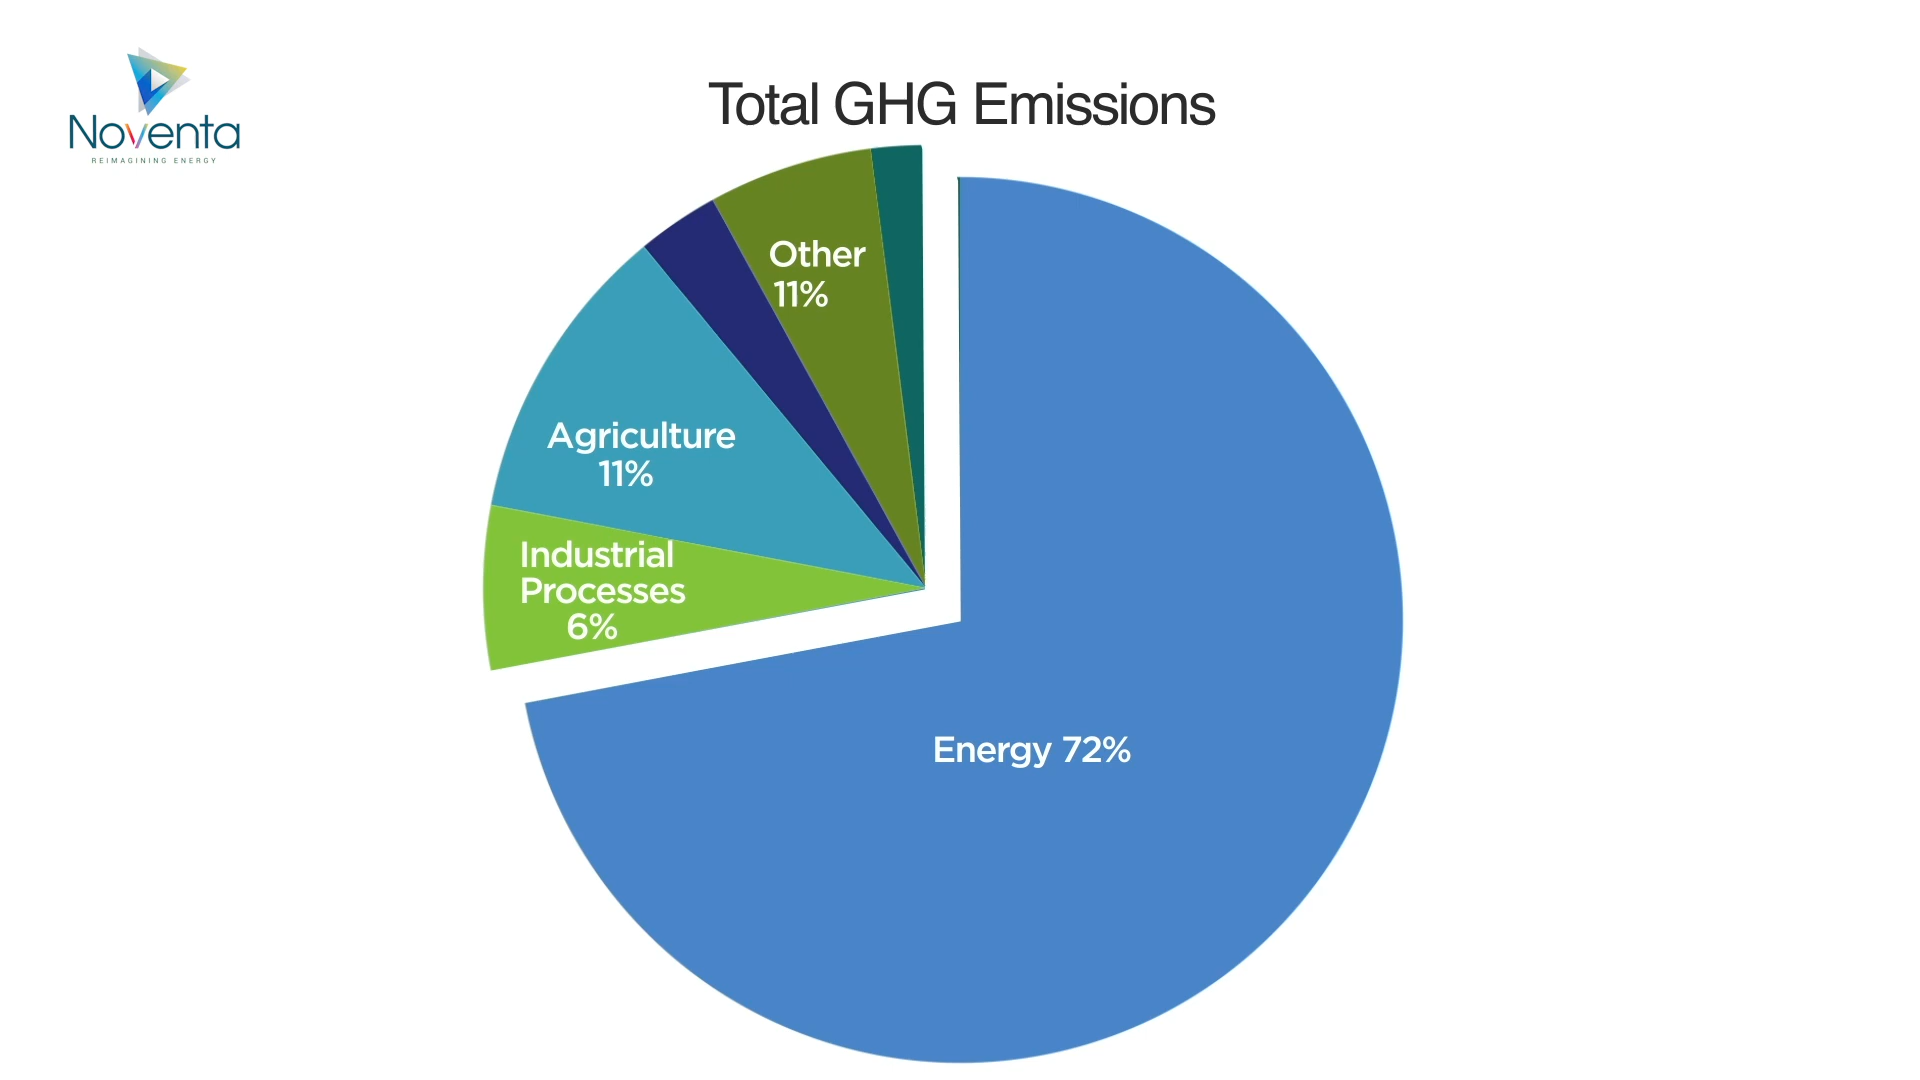 Noventa
REIMAGINING ENERGY
Total GHG Emissions
Other
11%
Agriculture
11%
Industrial
Processes
6%
Energy 72%